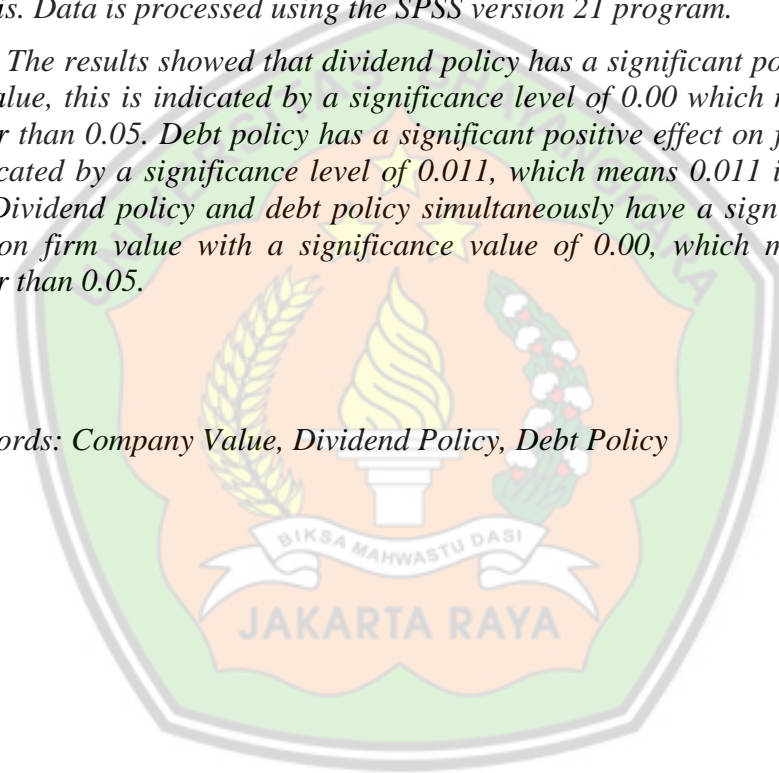 is. Data is processed using the SPSS version 21 program.
The results showed that dividend policy has a significant po
alue, this is indicated by a significance level of 0.00 which
r than 0.05. Debt policy has a significant positive effect on
cated by a significance level of 0.011, which means 0.011 i
Dividend policy and debt policy simultaneously have a sign
on firm value with a significance value of 0.00, which m
r than 0.05.
ords: Company Value, Dividend Policy, Debt Policy
UNIVERSITAS BHAYANGKARA
BIKSA MAHWASTU DASI
JAKARTA RAYA